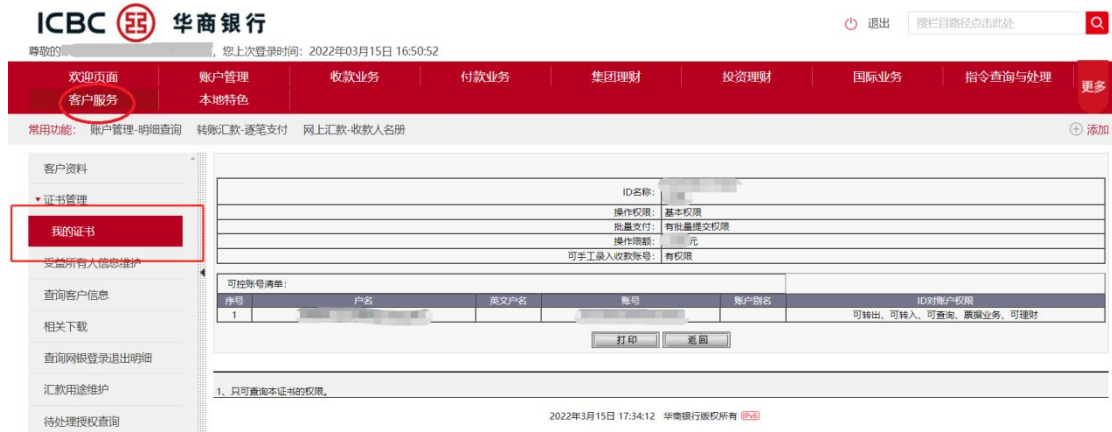 ICBC 华商银行
退出 搜栏目路径点击此处
尊敬的 ，您上次登录时间：2022年03月15日 16:50:52
欢迎页面 账户管理 收款业务 付款业务 集团理财 投资理财 国际业务 指令查询与处理 更多
客户服务 本地特色
常用功能： 账户管理-明细查询 转账汇款-逐笔支付 网上汇款-收款人名册 添加
客户资料
证书管理
我的证书
受益所有人信息维护
查询客户信息
相关下载
查询网银登录退出明细
汇款用途维护
待处理授权查询
ID名称：
操作权限： 基本权限
批量支付： 有批量提交权限
操作限额： 元
可手工录入收款账号： 有权限
可控账号清单：
序号 户名 英文户名 账号 账户别名 ID对账户权限
1 可转出、可转入、可查询、票据业务、可理财
打印 返回
1、只可查询本证书的权限。
2022年3月15日 17:34:12 华商银行版权所有 IPv6